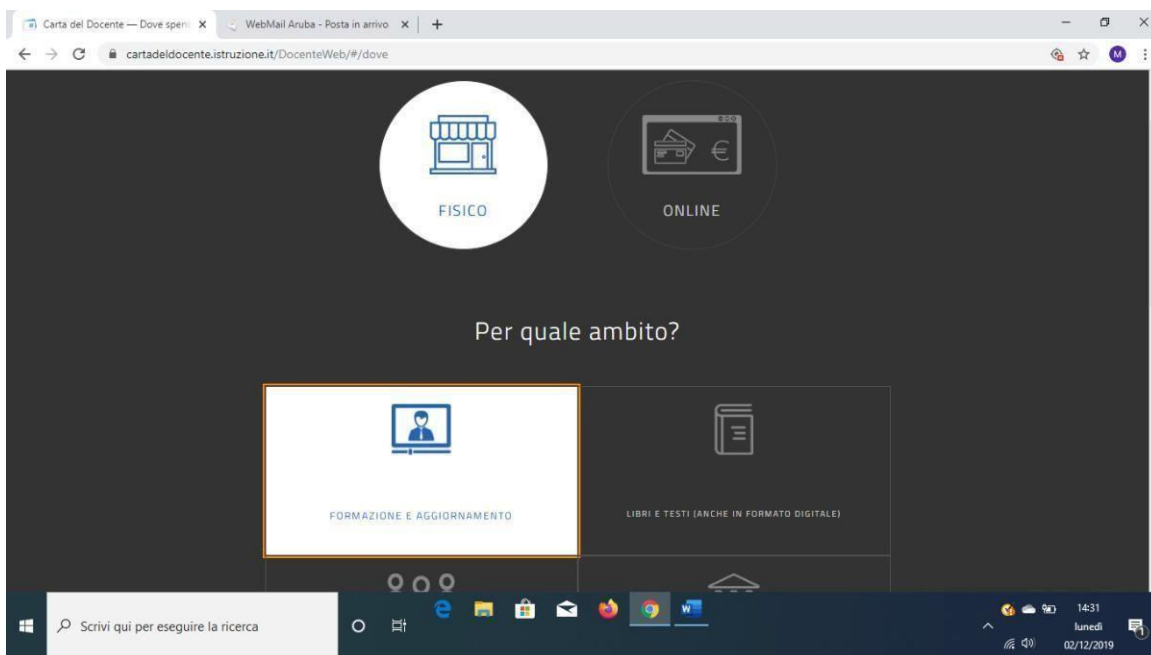 Carta del Docente — Dove spen
WebMail Aruba - Posta in arrivo
cartadeldocente.istruzione.it/DocenteWeb/#/dove
M
FISICO
€
ONLINE
Per quale ambito?
FORMAZIONE E AGGIORNAMENTO
LIBRI E TESTI (ANCHE IN FORMATO DIGITALE)
Scrivi qui per eseguire la ricerca
W
14:31
lunedì
02/12/2019
1